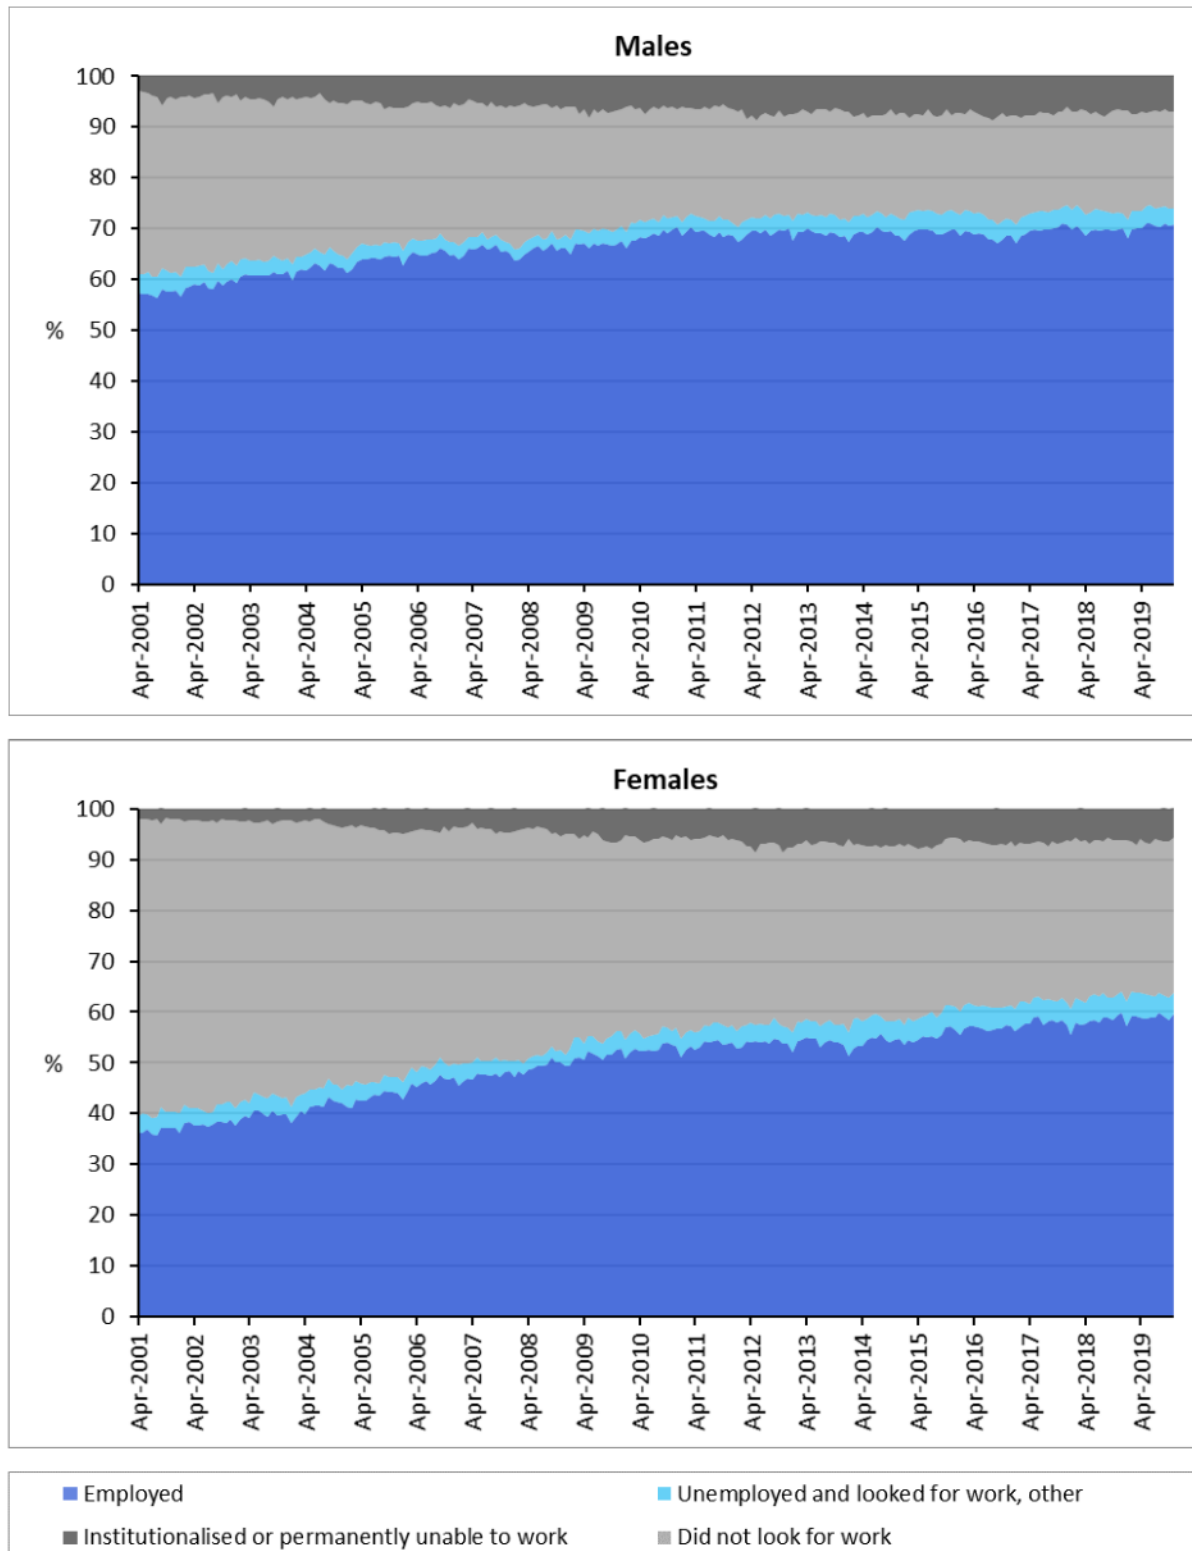 Males
100
90
80
70
60
50
40
30
20
10
0
%
Apr-2001
Apr-2002
Apr-2003
Apr-2004
Apr-2005
Apr-2006
Apr-2007
Apr-2008
Apr-2009
Apr-2010
Apr-2011
Apr-2012
Apr-2013
Apr-2014
Apr-2015
Apr-2016
Apr-2017
Apr-2018
Apr-2019
Females
100
90
80
70
60
50
40
30
20
10
0
%
Apr-2001
Apr-2002
Apr-2003
Apr-2004
Apr-2005
Apr-2006
Apr-2007
Apr-2008
Apr-2009
Apr-2010
Apr-2011
Apr-2012
Apr-2013
Apr-2014
Apr-2015
Apr-2016
Apr-2017
Apr-2018
Apr-2019
Employed
Unemployed and looked for work, other
Institutionalised or permanently unable to work
Did not look for work